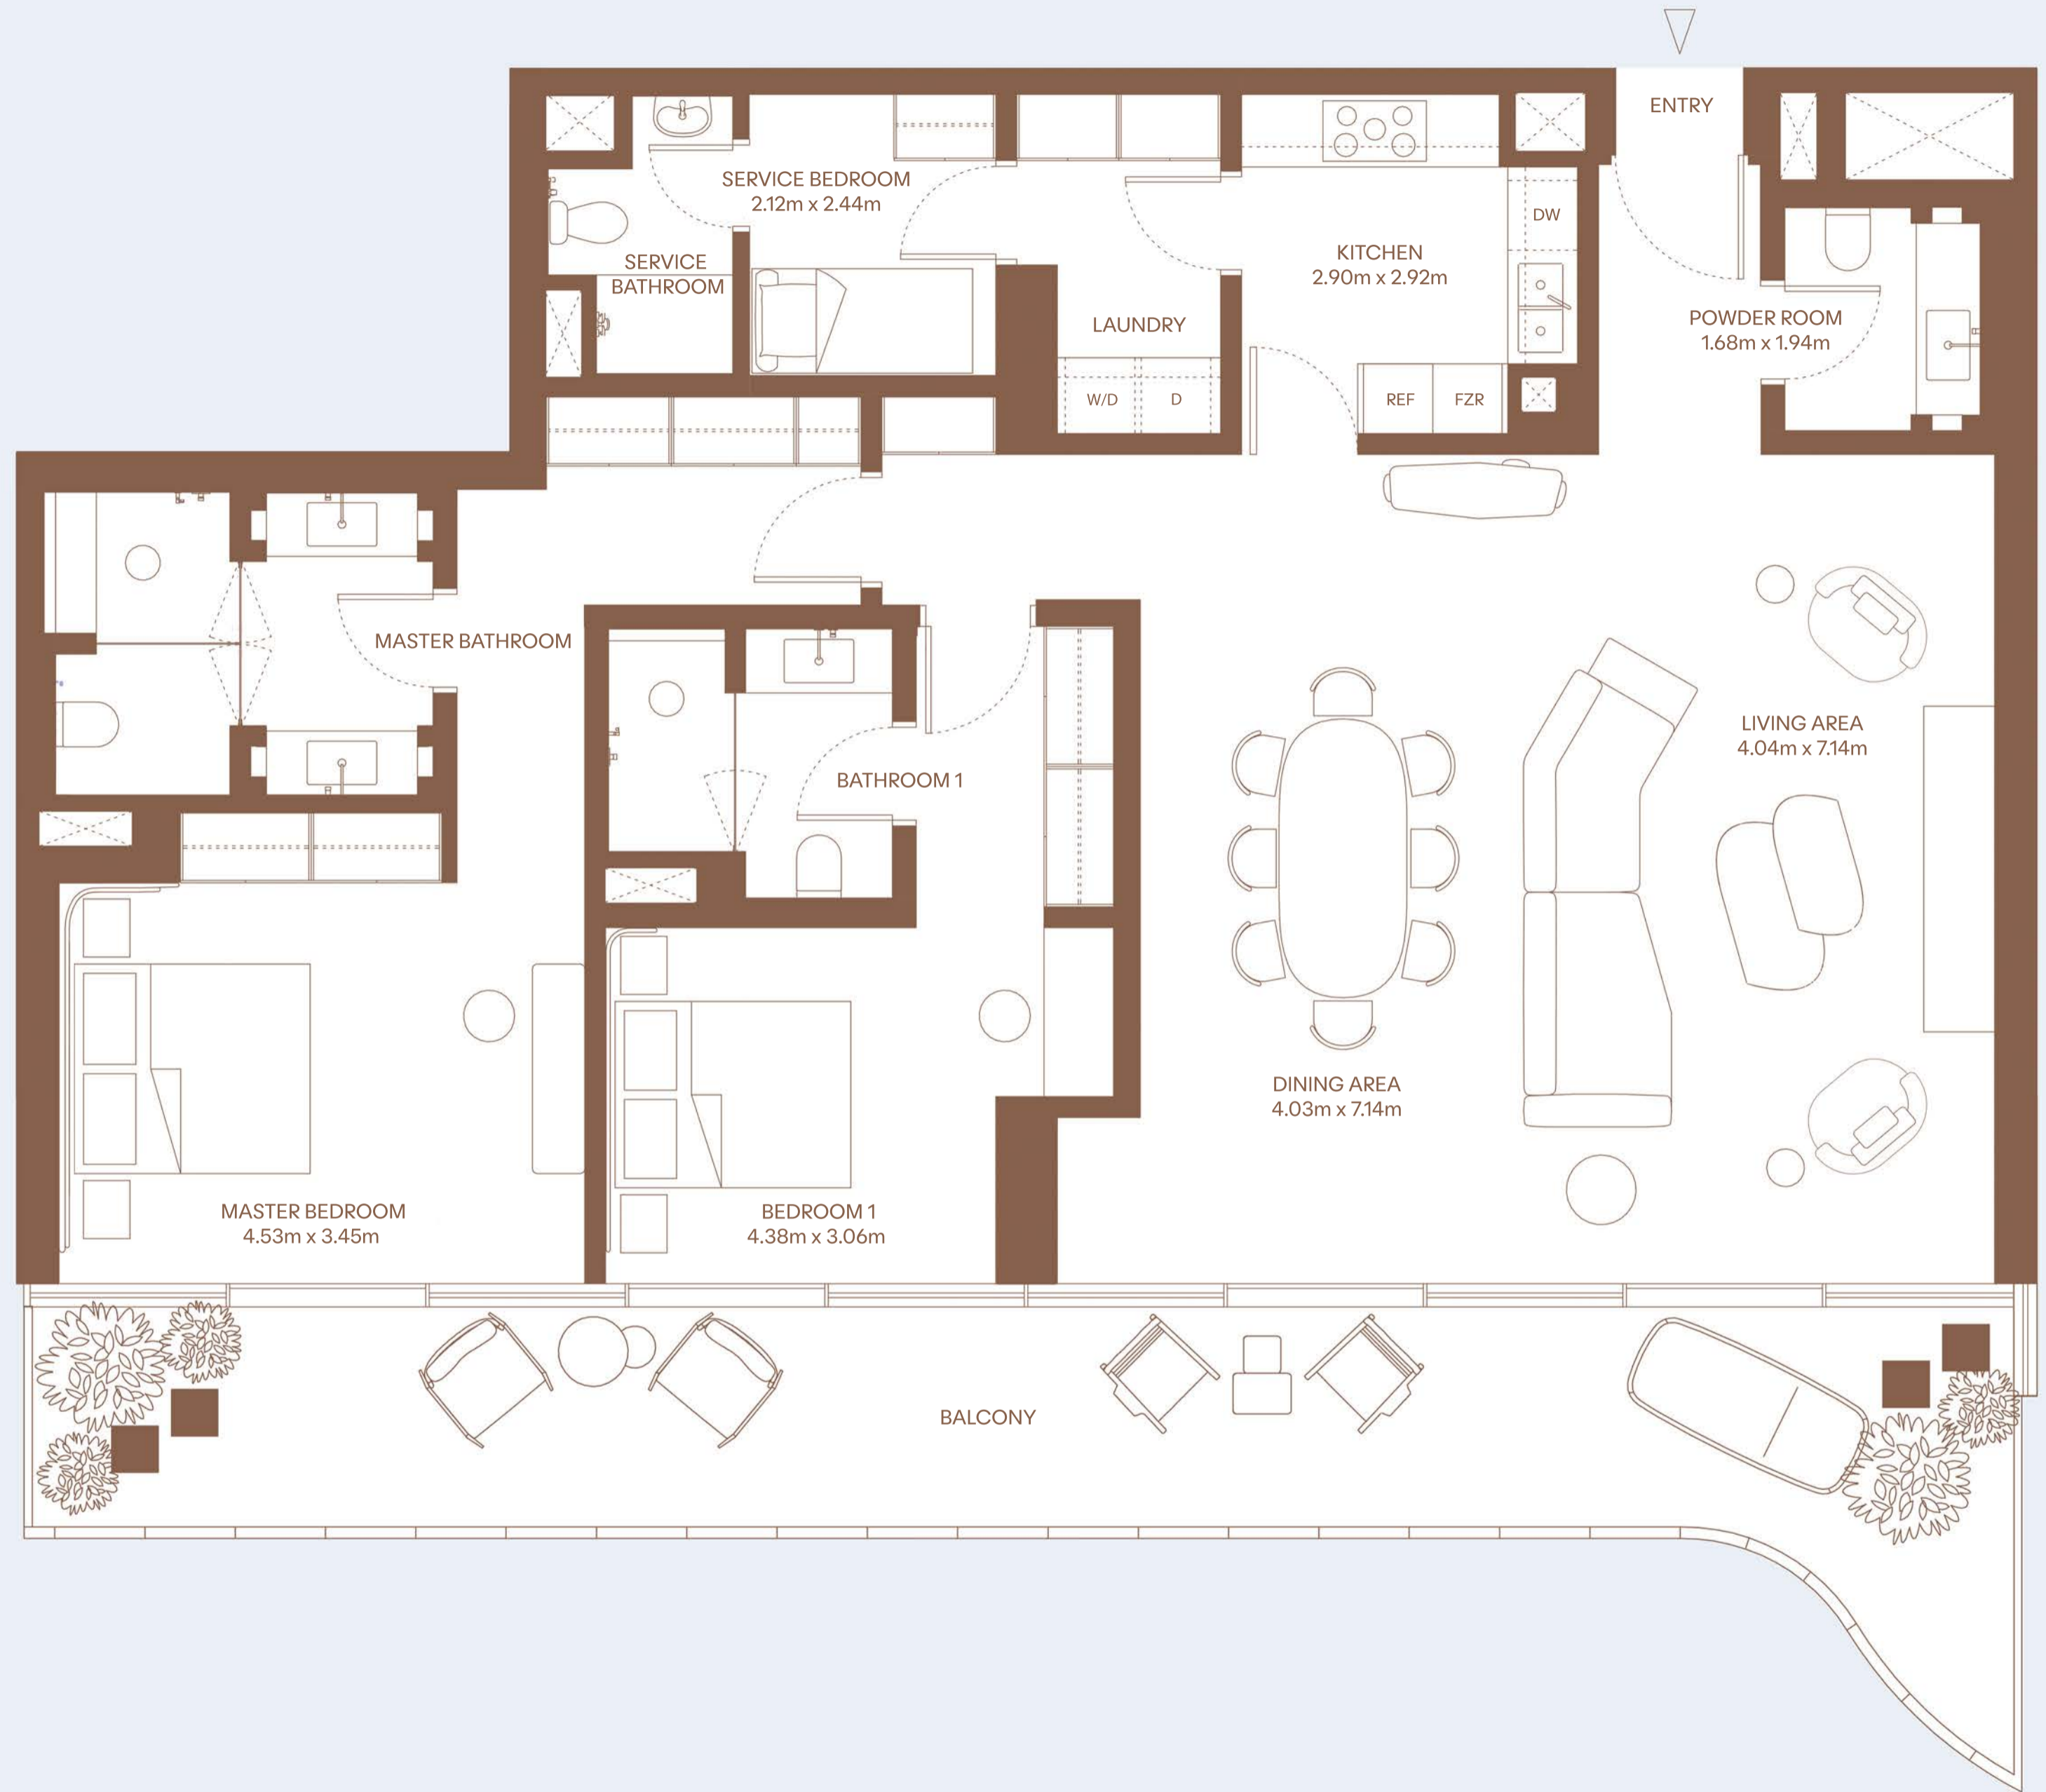 ENTRY
SERVICE BEDROOM
2.12m x 2.44m
DW
SERVICE
BATHROOM
KITCHEN
2.90m x 2.92m
LAUNDRY
POWDER ROOM
1.68m x 1.94m
W/D
D
REF
FZR
MASTER BATHROOM
LIVING AREA
4.04m x 7.14m
BATHROOM 1
DINING AREA
4.03m x 7.14m
MASTER BEDROOM
4.53m x 3.45m
BEDROOM 1
4.38m x 3.06m
BALCONY